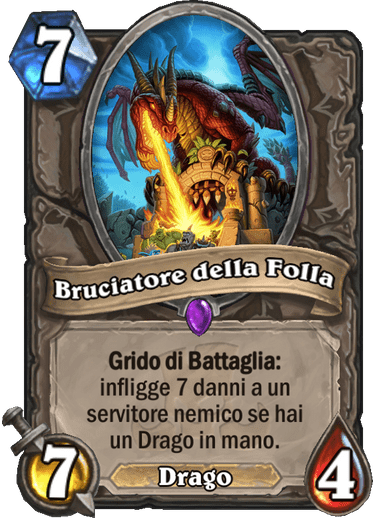 7
Bruciatore della Folla
Grido di Battaglia:
infligge 7 danni a un
servitore nemico se hai
un Drago in mano.
7
Drago
4